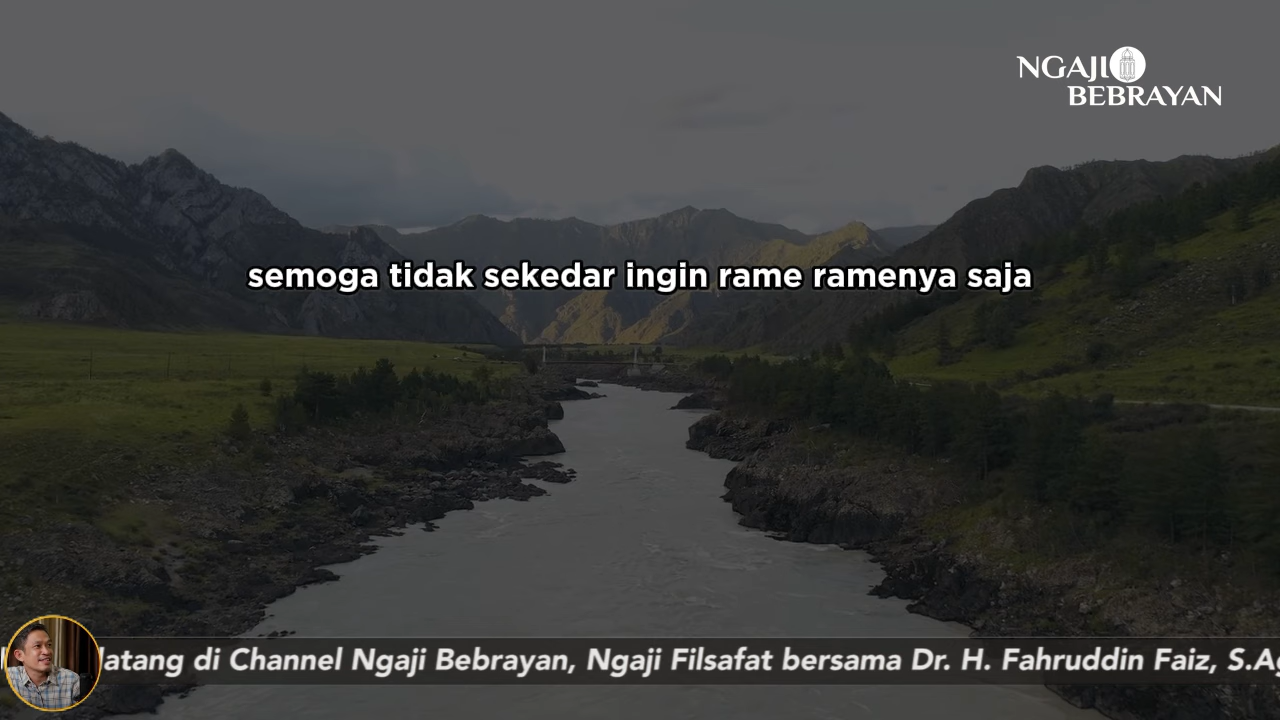 NGAJI
BEBRAYAN
semoga tidak sekedar ingin rame ramenya saja
datang di Channel Ngaji Bebrayan, Ngaji Filsafat bersama Dr. H. Fahruddin Faiz, S.Ag